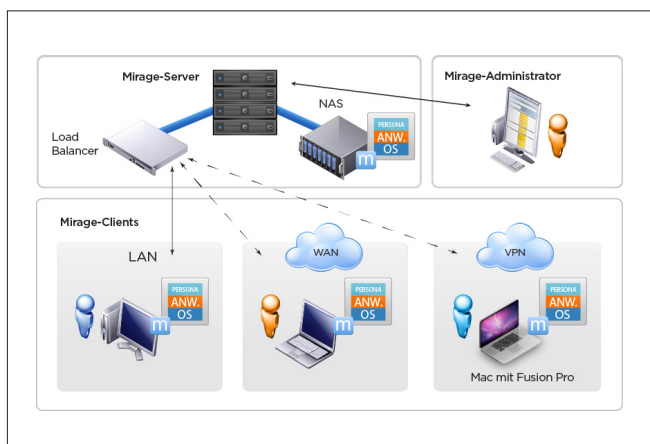 Mirage-Server
NAS
Load
Balancer
PERSONA
ANW.
OS
m
Mirage-Administrator
Mirage-Clients
LAN
PERSONA
ANW.
OS
m
WAN
PERSONA
ANW.
OS
m
VPN
PERSONA
ANW.
OS
m
Mac mit Fusion Pro